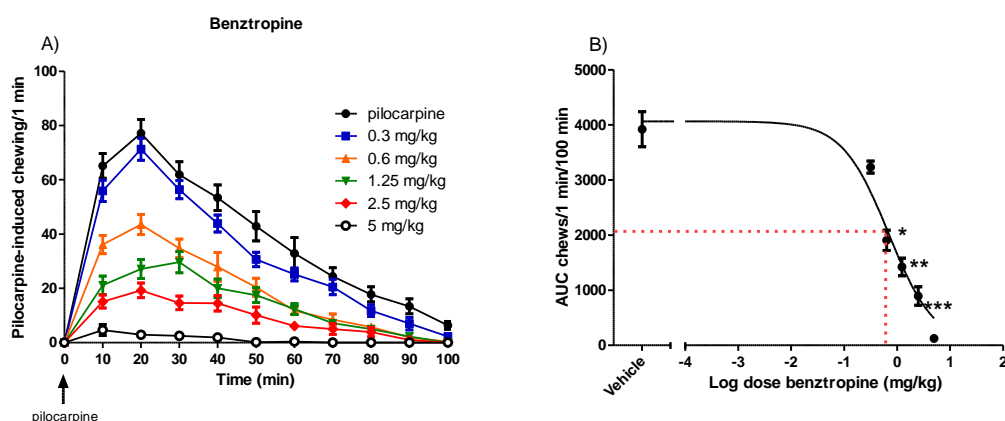 Benztropine
A)
Pilocarpine-induced chewing/1 min
100
80
60
40
20
0
0 10 20 30 40 50 60 70 80 90 100
Time (min)
pilocarpine
pilocarpine
0.3 mg/kg
0.6 mg/kg
1.25 mg/kg
2.5 mg/kg
5 mg/kg
B)
AUC chews/1 min/100 min
5000
4000
3000
2000
1000
0
*
**
***
Vehicle -4 -3 -2 -1 0 1 2
Log dose benztropine (mg/kg)